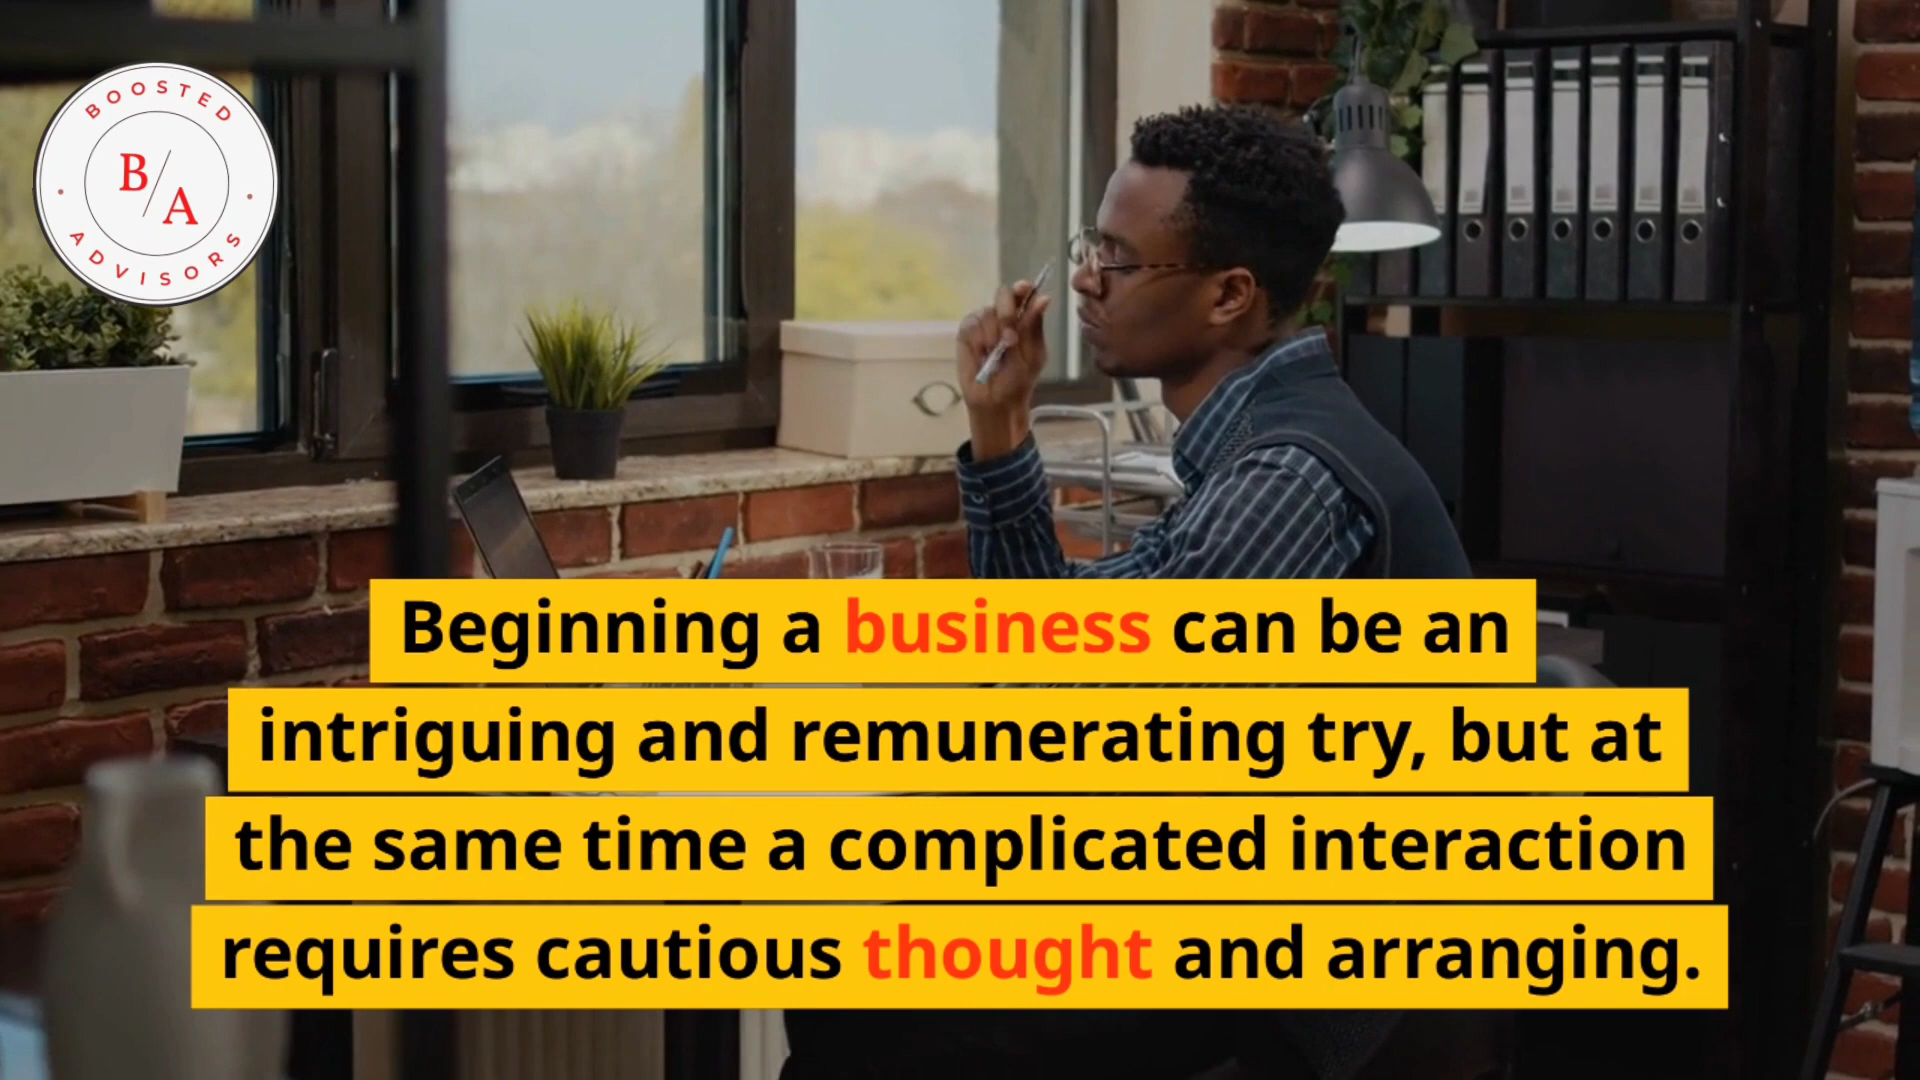 BOOSTED
B/A
ADVISORS
Beginning a business can be an
intriguing and remunerating try, but at
the same time a complicated interaction
requires cautious thought and arranging.